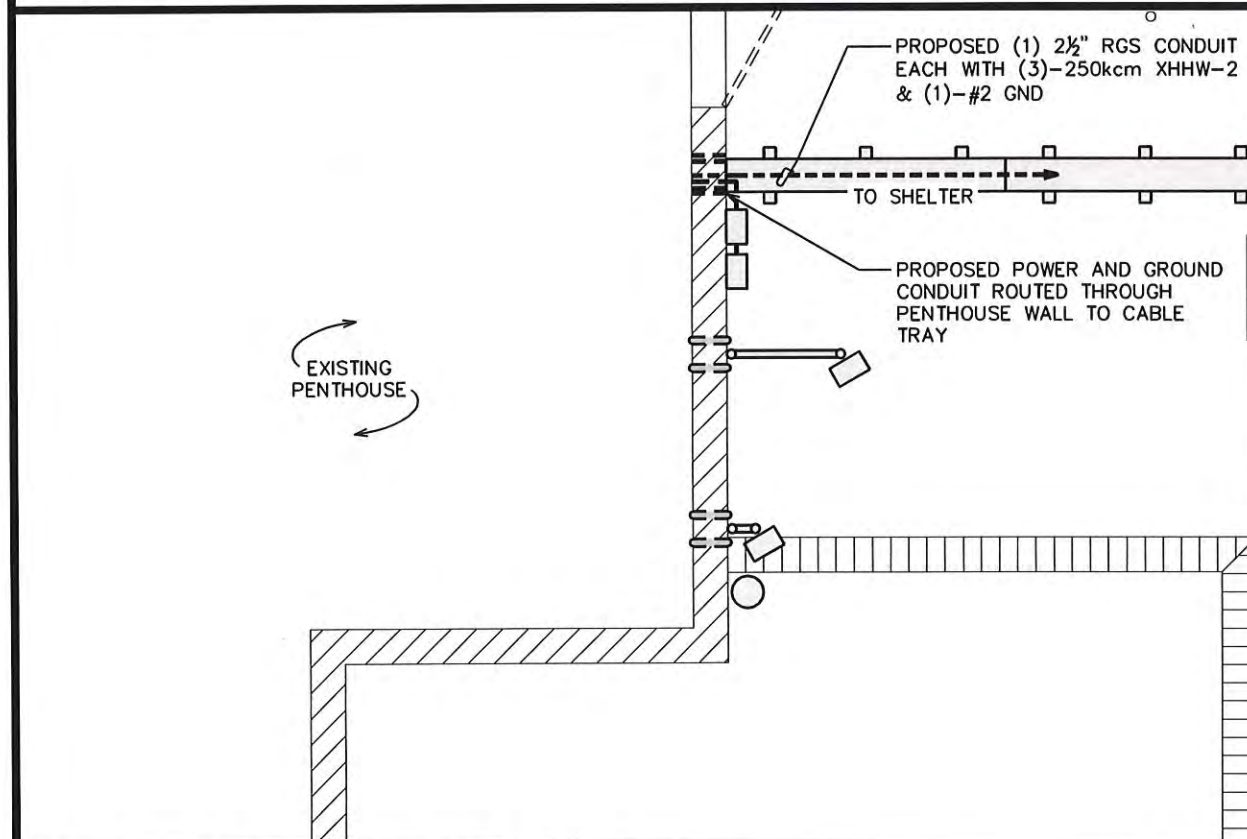 PROPOSED (1) 2½" RGS CONDUIT
EACH WITH (3)-250kcm XHHW-2
& (1)-#2 GND
TO SHELTER
PROPOSED POWER AND GROUND
CONDUIT ROUTED THROUGH
PENTHOUSE WALL TO CABLE
TRAY
EXISTING
PENTHOUSE